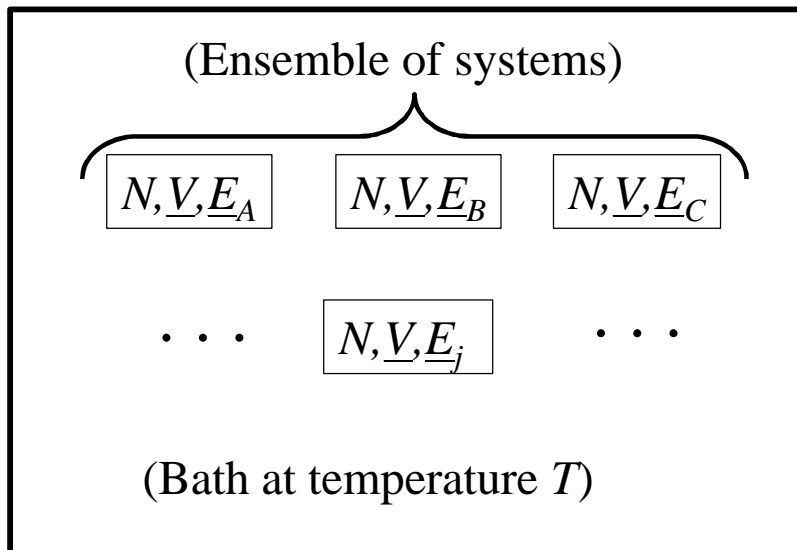 (Ensemble of systems)
N,V,E_A N,V,E_B N,V,E_C
. . . N,V,E_j . . .
(Bath at temperature T)